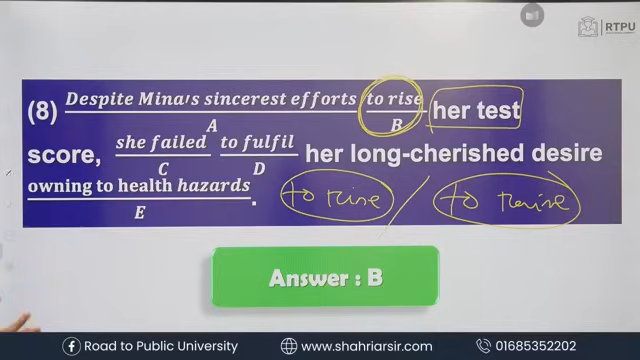 RTPU
(8) Despite Mina's sincerest efforts to rise her test
A B
score, she failed to fulfil her long-cherished desire
C D
owning to health hazards.
E
to rise / to raise
Answer : B
Road to Public University www.shahriarsir.com 01685352202